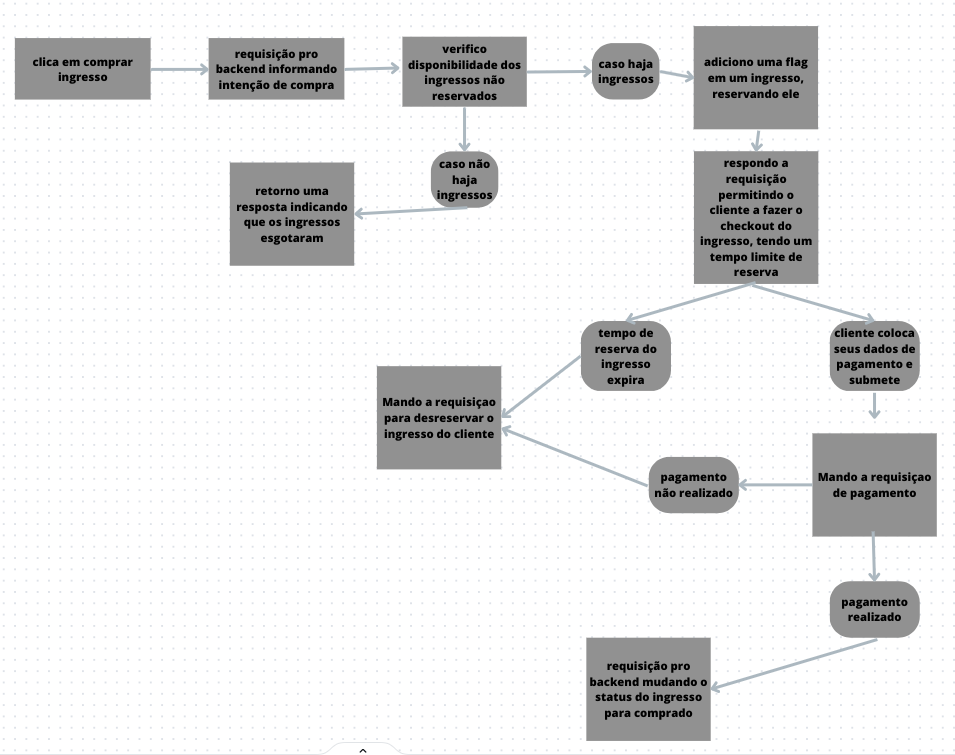 clica em comprar
ingresso
requisição pro
backend informando
intenção de compra
verifico
disponibilidade dos
ingressos não
reservados
caso haja
ingressos
adiciono uma flag
em um ingresso,
reservando ele
caso não
haja
ingressos
retorno uma
resposta indicando
que os ingressos
esgotaram
respondo a
requisição
permitindo o
cliente a fazer o
checkout do
ingresso, tendo um
tempo limite de
reserva
tempo de
reserva do
ingresso
expira
cliente coloca
seus dados de
pagamento e
submete
Mando a requisiçao
para desreservar o
ingresso do cliente
pagamento
não realizado
Mando a requisiçao
de pagamento
pagamento
realizado
requisição pro
backend mudando o
status do ingresso
para comprado